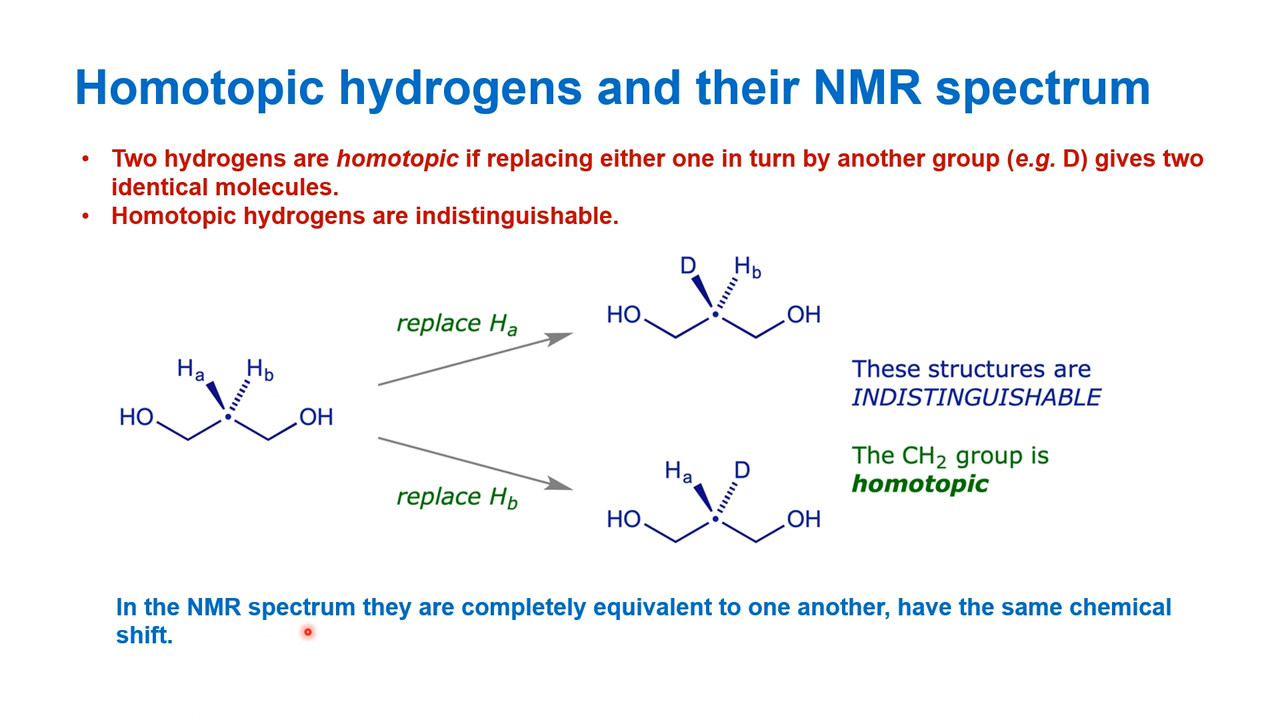 Homotopic hydrogens and their NMR spectrum
• Two hydrogens are homotopic if replacing either one in turn by another group (e.g. D) gives two
identical molecules.
• Homotopic hydrogens are indistinguishable.
D Hb
HO OH
replace Ha
Ha Hb
HO OH
These structures are
INDISTINGUISHABLE
The CH2 group is
homotopic
replace Hb
Ha D
HO OH
In the NMR spectrum they are completely equivalent to one another, have the same chemical
shift.